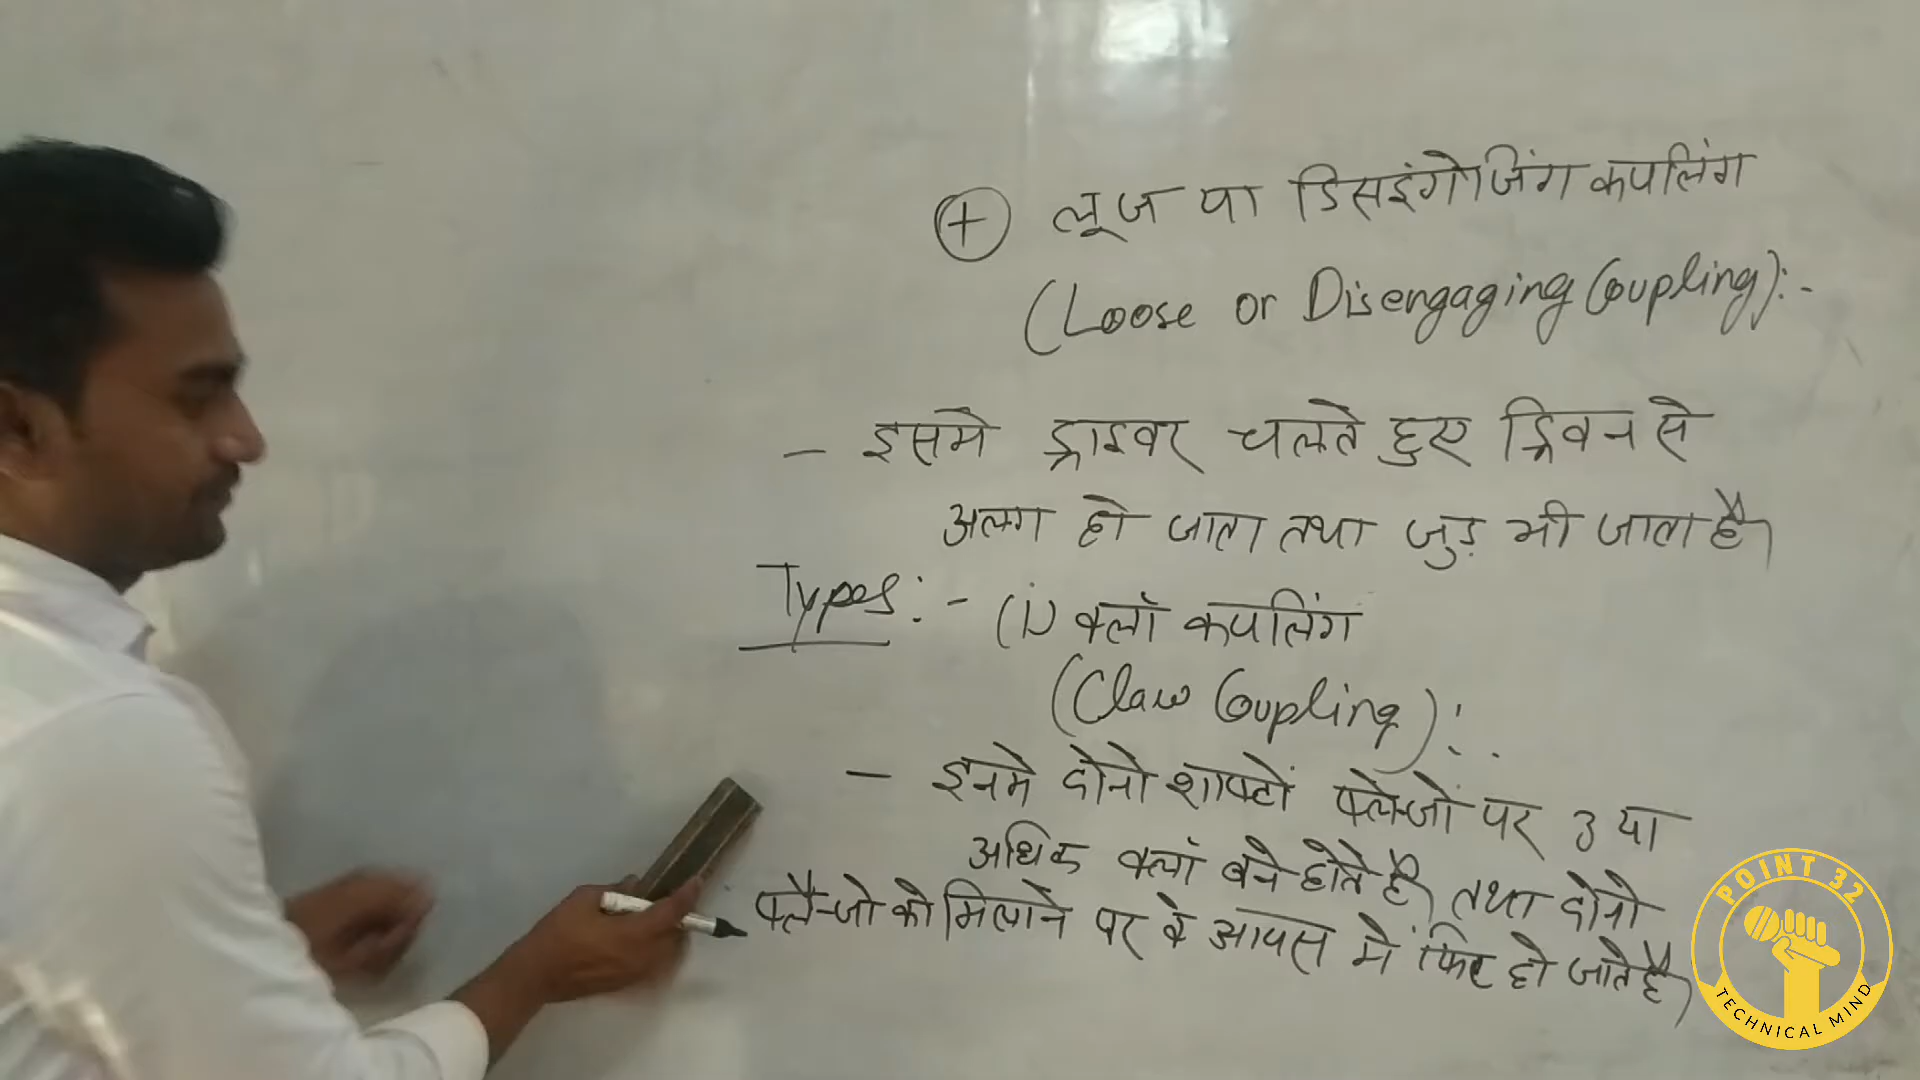 + लूज या डिसइंगेजिंग कपलिंग
(Loose or Disengaging Coupling):-
- इसमे ड्राइवर चलते हुए ड्रिवन से
अलग हो जाता तथा जुड़ भी जाता है।
Types:- (i) क्लॉ कपलिंग
(Claw Coupling):-
- इनमे दोनो शाफ्टों फ्लेन्जों पर 3 या
अधिक क्लॉ बने होते है। तथा दोनो
फ्लैन्जो को मिलाने पर वे आपस में फिट हो जाते है।
POINT 32
TECHNICAL MIND